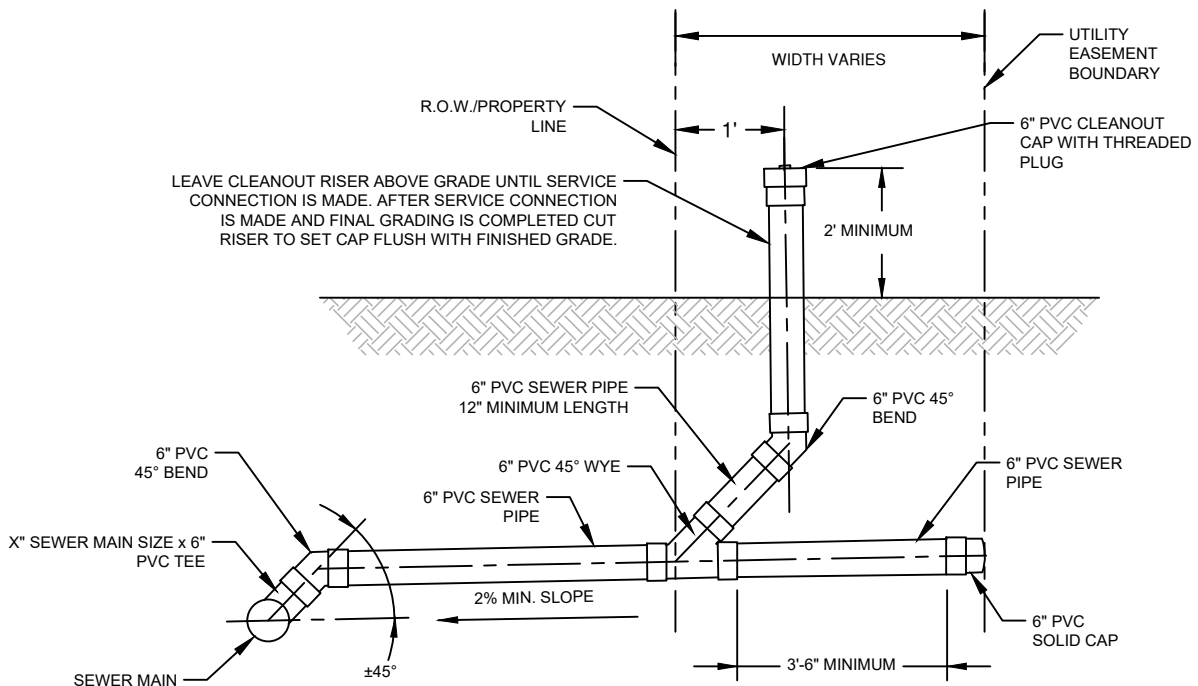 WIDTH VARIES
UTILITY
EASEMENT
BOUNDARY
R.O.W./PROPERTY
LINE
1'
6" PVC CLEANOUT
CAP WITH THREADED
PLUG
LEAVE CLEANOUT RISER ABOVE GRADE UNTIL SERVICE
CONNECTION IS MADE. AFTER SERVICE CONNECTION
IS MADE AND FINAL GRADING IS COMPLETED CUT
RISER TO SET CAP FLUSH WITH FINISHED GRADE.
2' MINIMUM
6" PVC SEWER PIPE
12" MINIMUM LENGTH
6" PVC 45°
BEND
6" PVC
45° BEND
6" PVC 45° WYE
6" PVC SEWER
PIPE
6" PVC SEWER
PIPE
X" SEWER MAIN SIZE x 6"
PVC TEE
2% MIN. SLOPE
6" PVC
SOLID CAP
±45°
3'-6" MINIMUM
SEWER MAIN